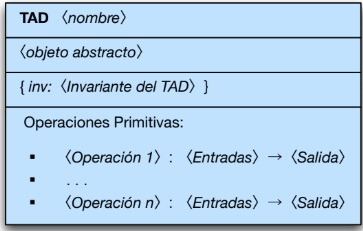 TAD 〈nombre〉
〈objeto abstracto〉
{ inv: 〈Invariante del TAD〉 }
Operaciones Primitivas:
▪ 〈Operación 1〉 : 〈Entradas〉 → 〈Salida〉
▪ . . .
▪ 〈Operación n〉 : 〈Entradas〉 → 〈Salida〉